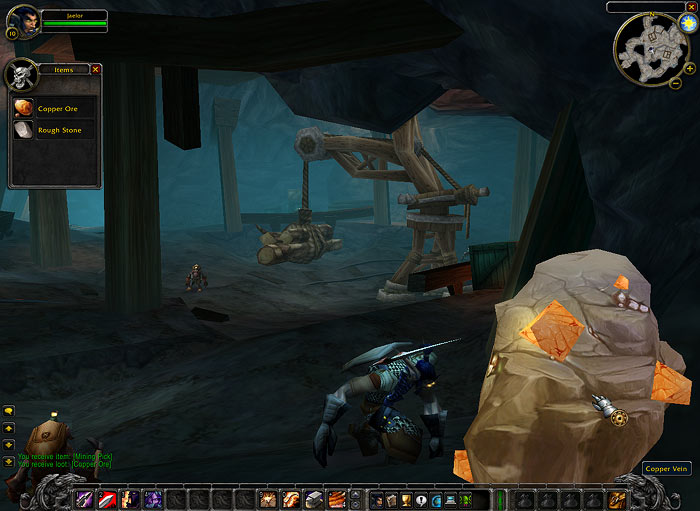 Jaelor
10
N
Items
Copper Ore
Rough Stone
You receive item: [Mining Pick]
You receive loot: [Copper Ore]
Copper Vein